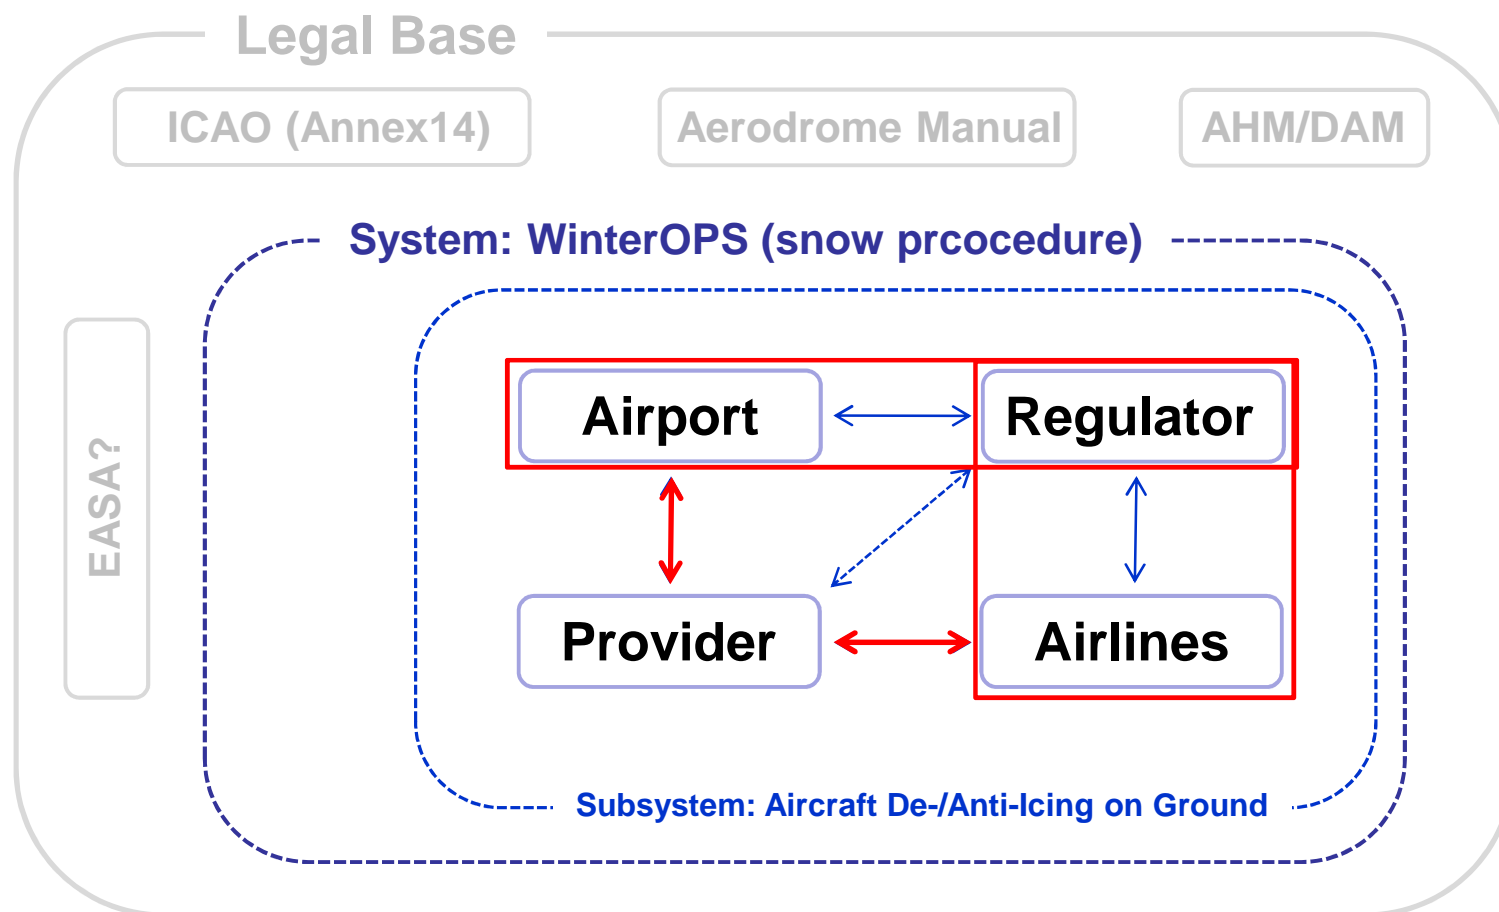 Legal Base
ICAO (Annex14)
Aerodrome Manual
AHM/DAM
System: WinterOPS (snow prcocedure)
EASA?
Airport
Regulator
Provider
Airlines
Subsystem: Aircraft De-/Anti-Icing on Ground